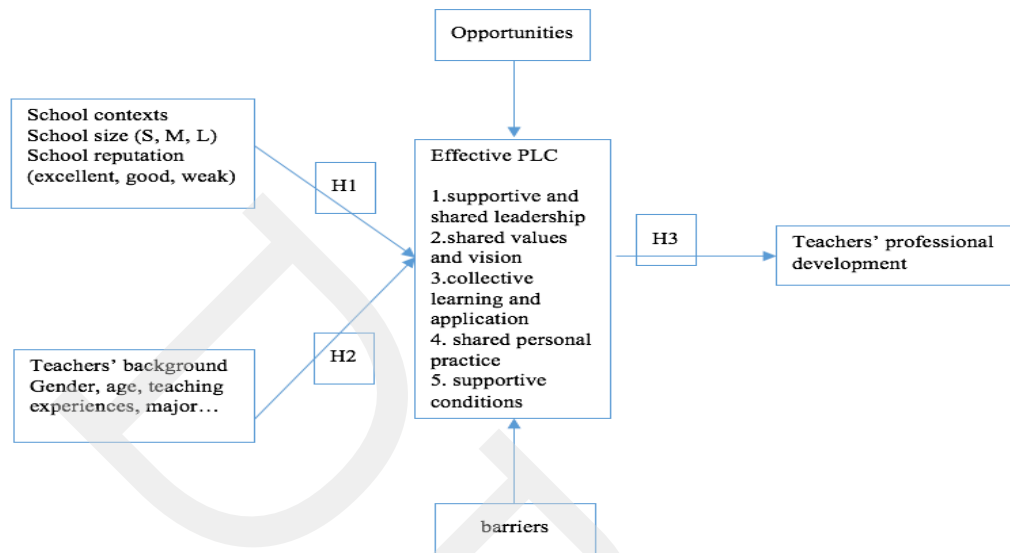 Opportunities
School contexts
School size (S, M, L)
School reputation
(excellent, good, weak)
H1
Effective PLC
1.supportive and
shared leadership
2.shared values
and vision
3.collective
learning and
application
4. shared personal
practice
5. supportive
conditions
H3
Teachers’ professional
development
H2
Teachers’ background
Gender, age, teaching
experiences, major…
barriers